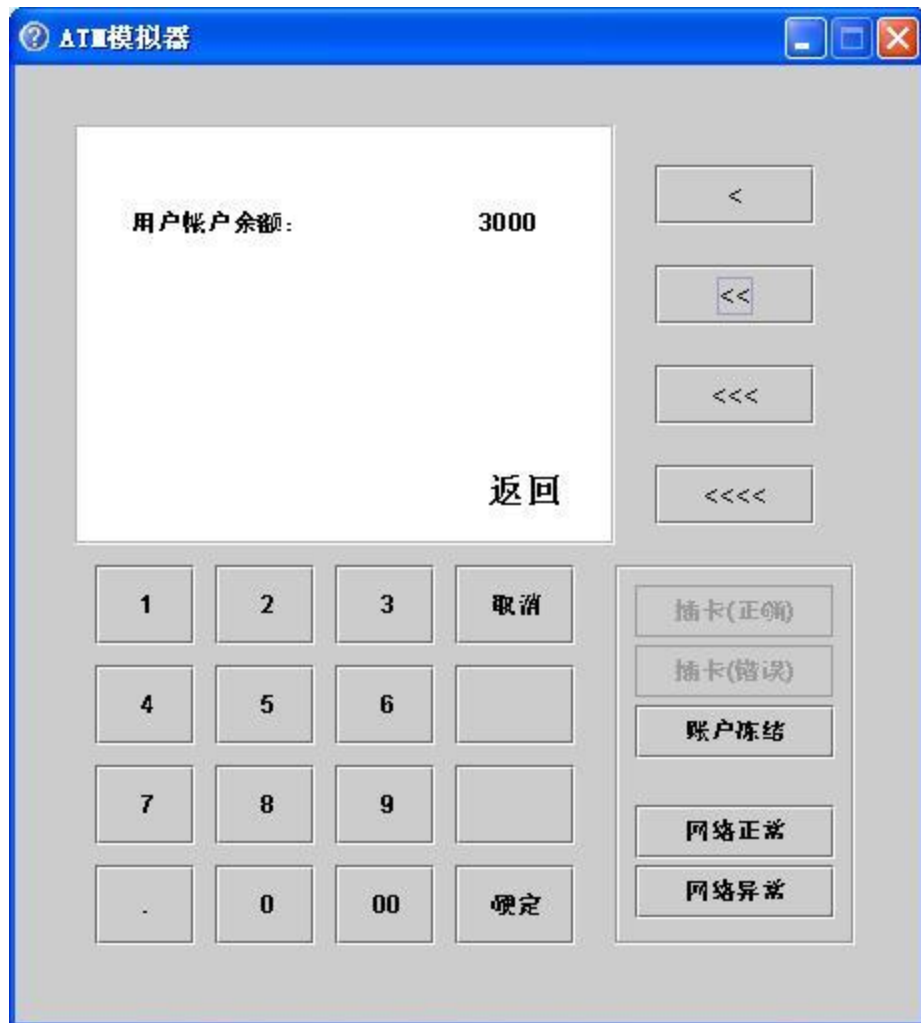 ATM模拟器
用户帐户余额: 3000
返回
<
<<
<<<
<<<<
1 2 3 取消
4 5 6
7 8 9
. 0 00 确定
插卡(正确)
插卡(错误)
账户冻结
网络正常
网络异常